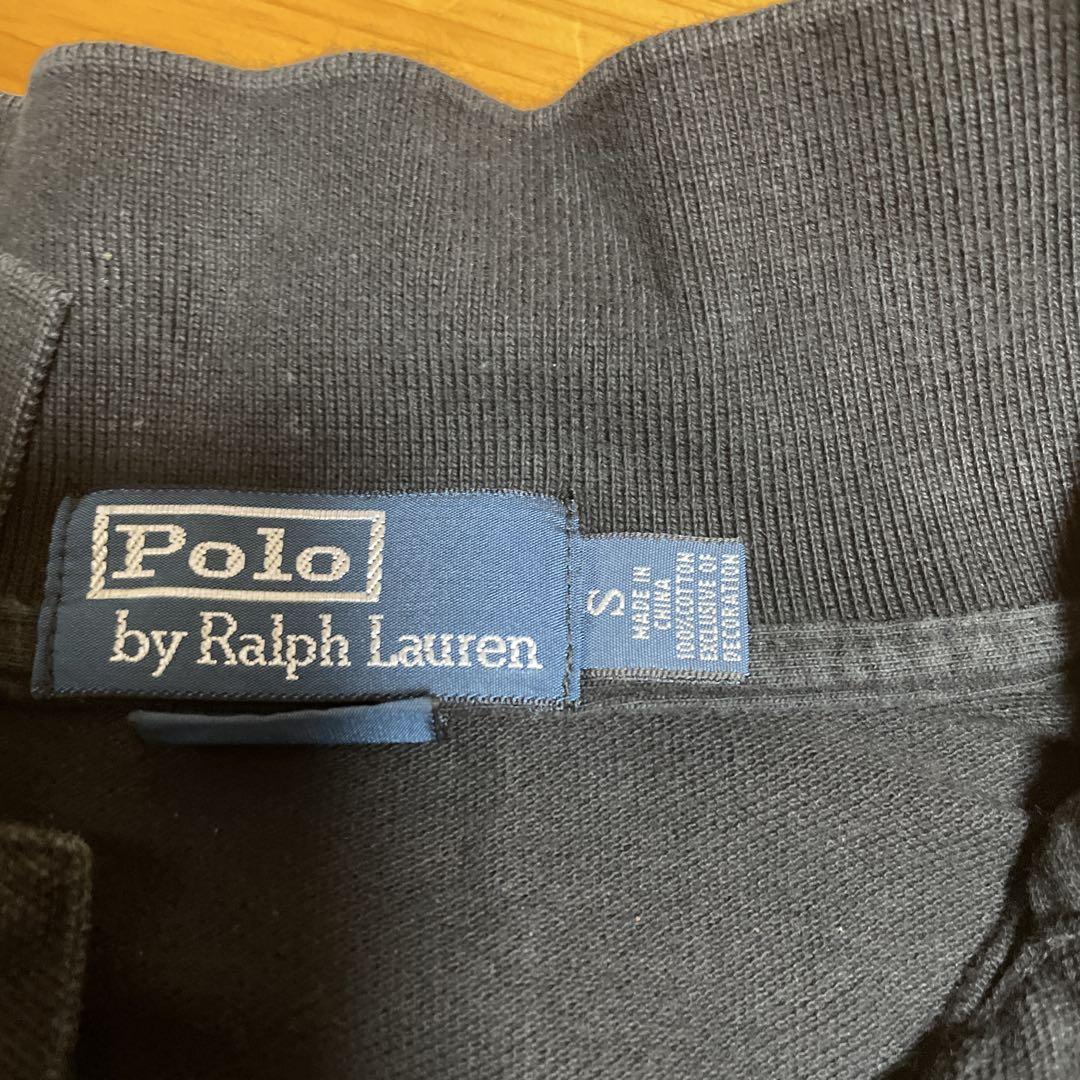 Polo
by Ralph Lauren
S
MADE IN
CHINA
100%COTTON
EXCLUSIVE OF
DECORATION